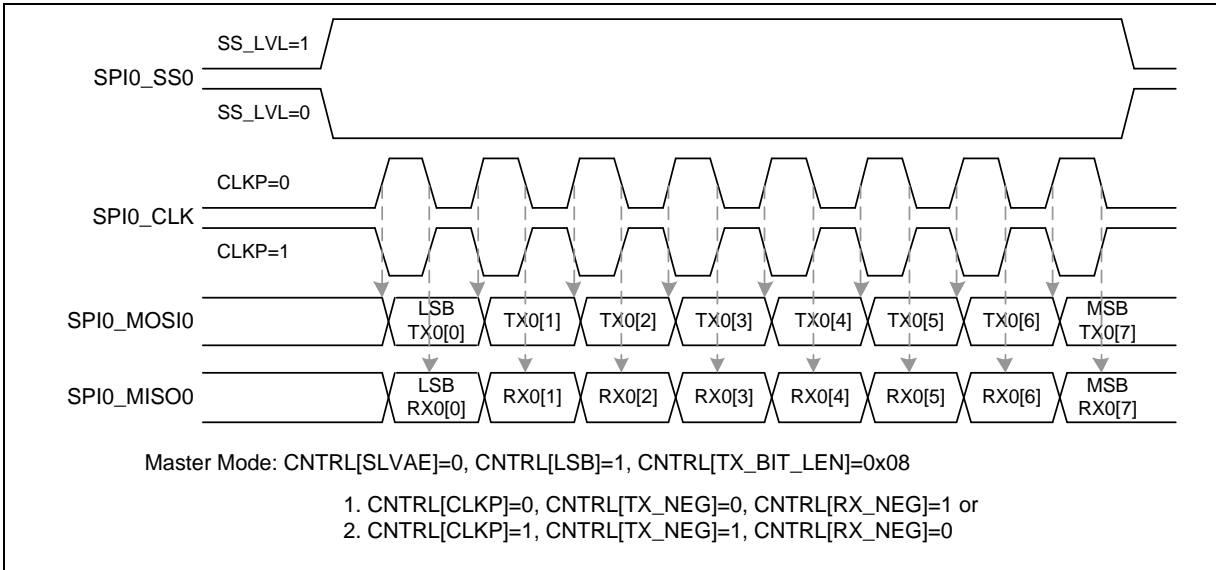 SS_LVL=1
SPI0_SS0
SS_LVL=0
CLKP=0
SPI0_CLK
CLKP=1
SPI0_MOSI0
LSB
TX0[0]
TX0[1]
TX0[2]
TX0[3]
TX0[4]
TX0[5]
TX0[6]
MSB
TX0[7]
SPI0_MISO0
LSB
RX0[0]
RX0[1]
RX0[2]
RX0[3]
RX0[4]
RX0[5]
RX0[6]
MSB
RX0[7]
Master Mode: CNTRL[SLVAE]=0, CNTRL[LSB]=1, CNTRL[TX_BIT_LEN]=0x08
1. CNTRL[CLKP]=0, CNTRL[TX_NEG]=0, CNTRL[RX_NEG]=1 or
2. CNTRL[CLKP]=1, CNTRL[TX_NEG]=1, CNTRL[RX_NEG]=0